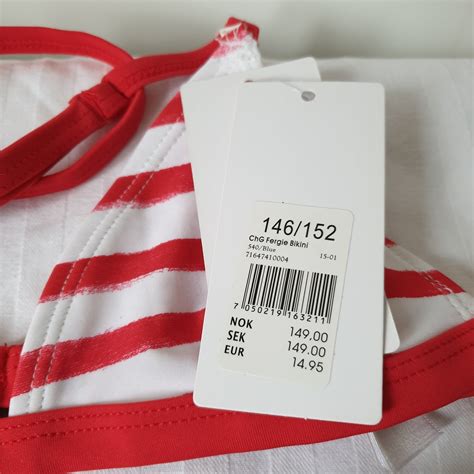 146/152
ChG Fergie Bikini
540/Blue
71647410004 15-01
7 050219 163211
NOK 149,00
SEK 149.00
EUR 14.95